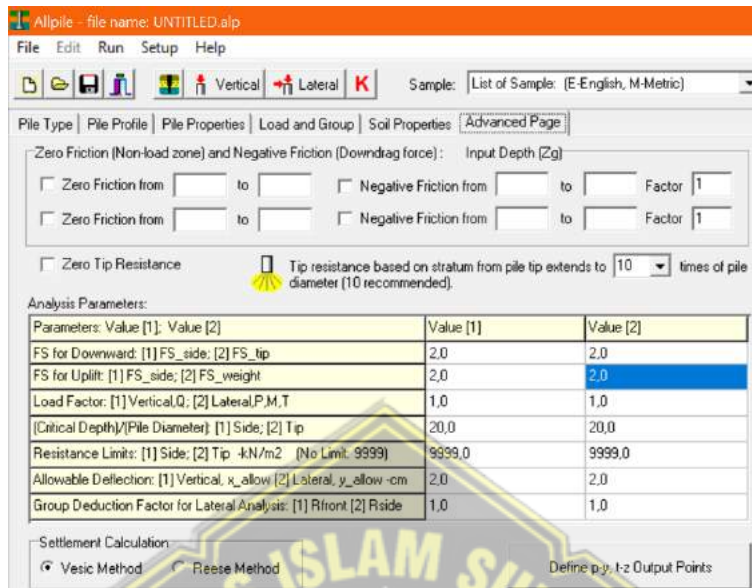 Allpile - file name: UNTITLED.alp
File Edit Run Setup Help
Vertical Lateral K Sample: List of Sample: (E-English, M-Metric)
Pile Type Pile Profile Pile Properties Load and Group Soil Properties Advanced Page
Zero Friction (Non-load zone) and Negative Friction (Downdrag force) : Input Depth (Zg)
Zero Friction from to Negative Friction from to Factor 1
Zero Friction from to Negative Friction from to Factor 1
Zero Tip Resistance Tip resistance based on stratum from pile tip extends to 10 times of pile
diameter (10 recommended).
Analysis Parameters:
Parameters: Value [1]; Value [2] Value [1] Value [2]
FS for Downward: [1] FS_side; [2] FS_tip 2,0 2,0
FS for Uplift: [1] FS_side; [2] FS_weight 2,0 2,0
Load Factor: [1] Vertical,Q; [2] Lateral,P,M,T 1,0 1,0
(Critical Depth)/(Pile Diameter): [1] Side; [2] Tip 20,0 20,0
Resistance Limits: [1] Side; [2] Tip -kN/m2 (No Limit: 9999) 9999,0 9999,0
Allowable Deflection: [1] Vertical, x_allow [2] Lateral, y_allow -cm 2,0 2,0
Group Deduction Factor for Lateral Analysis: [1] Rfront [2] Rside 1,0 1,0
Settlement Calculation
Vesic Method Reese Method Define p-y, t-z Output Points
ISLAM